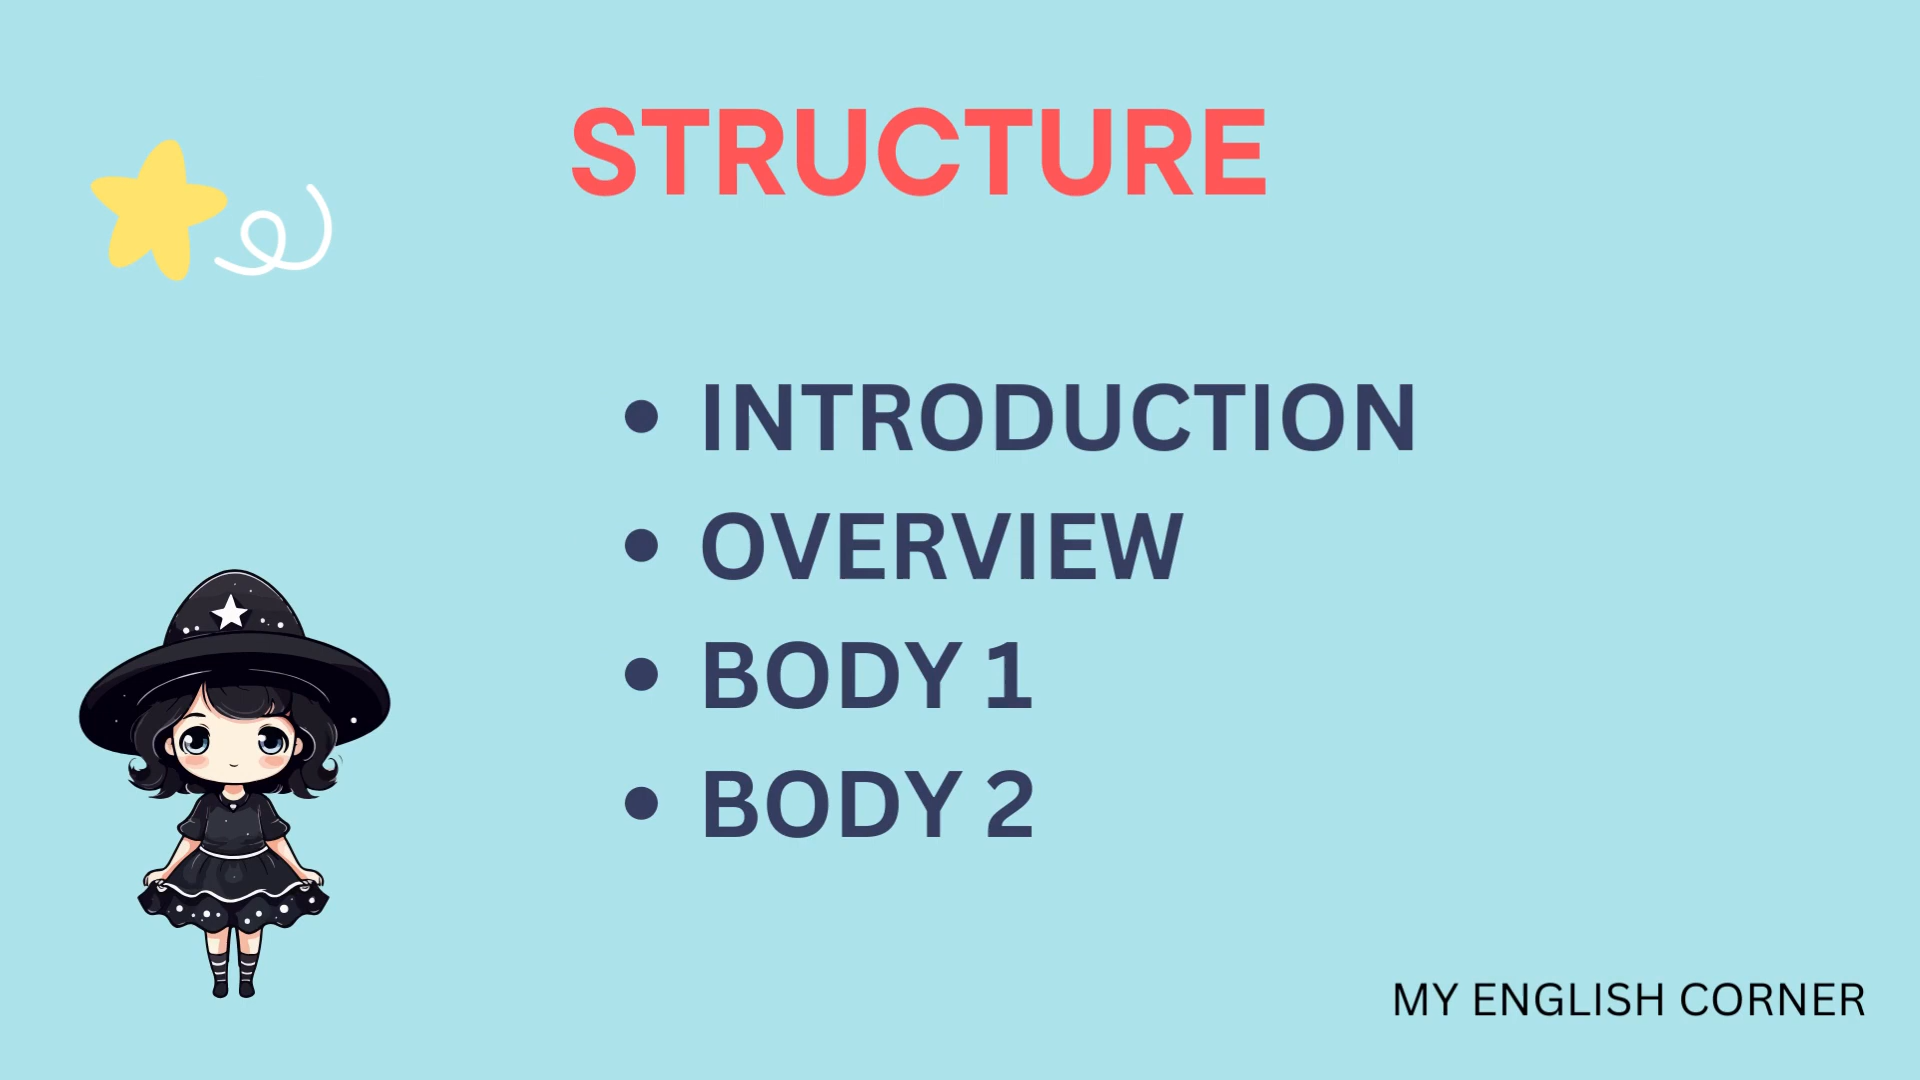 STRUCTURE
• INTRODUCTION
• OVERVIEW
• BODY 1
• BODY 2
MY ENGLISH CORNER